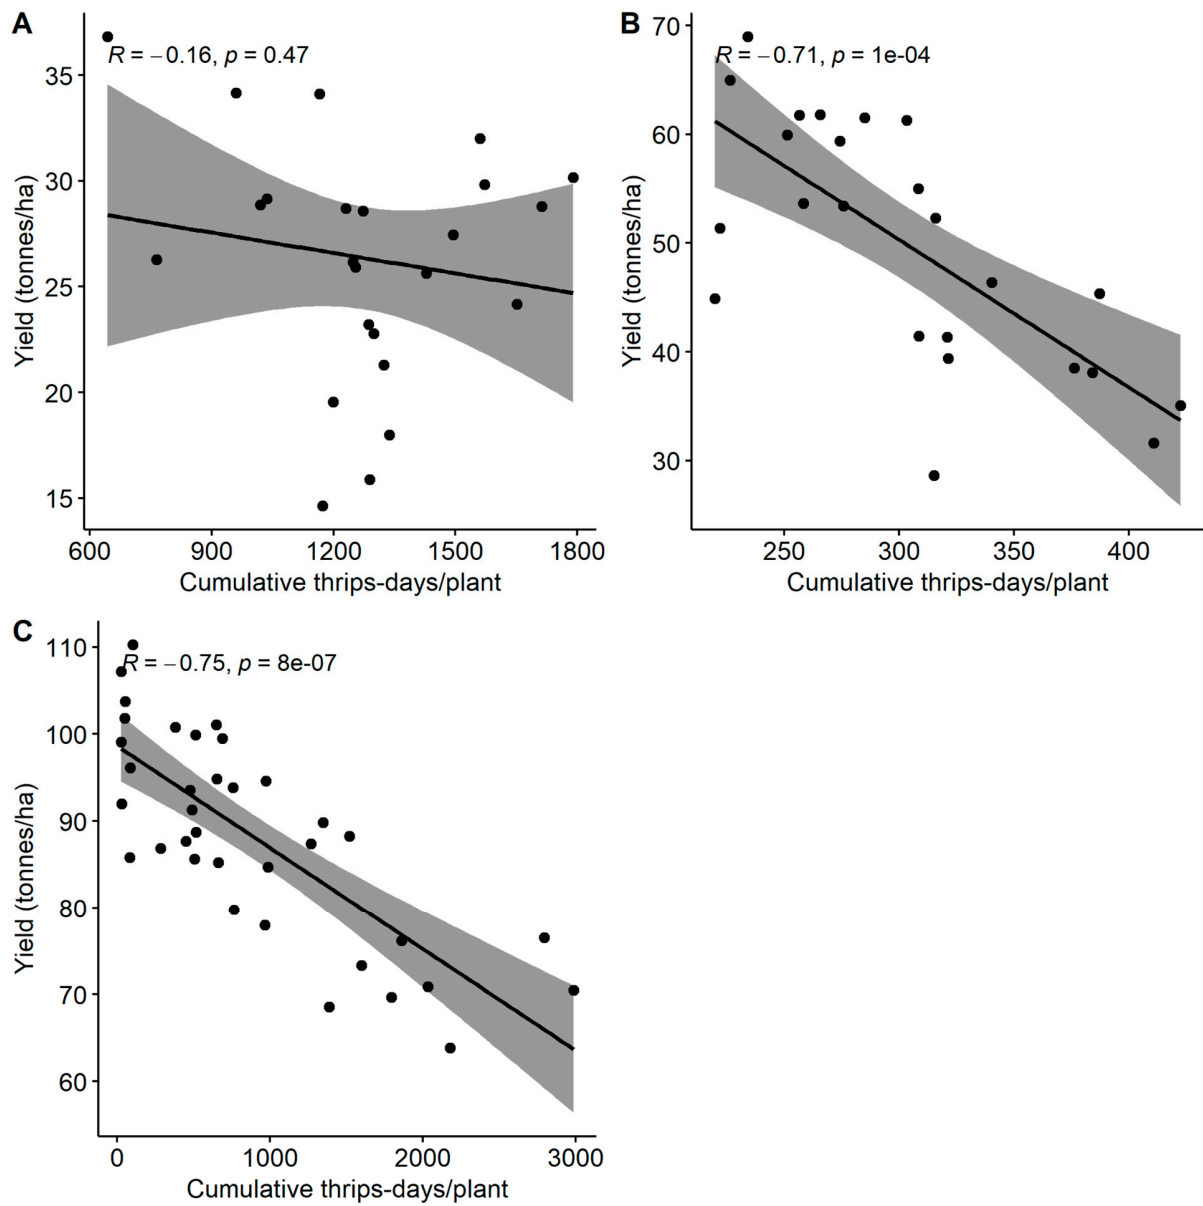 A
R = −0.16, p = 0.47
35
30
25
20
15
Yield (tonnes/ha)
600 900 1200 1500 1800
Cumulative thrips-days/plant
B
R = −0.71, p = 1e-04
70
60
50
40
30
Yield (tonnes/ha)
250 300 350 400
Cumulative thrips-days/plant
C
R = −0.75, p = 8e-07
110
100
90
80
70
60
Yield (tonnes/ha)
0 1000 2000 3000
Cumulative thrips-days/plant